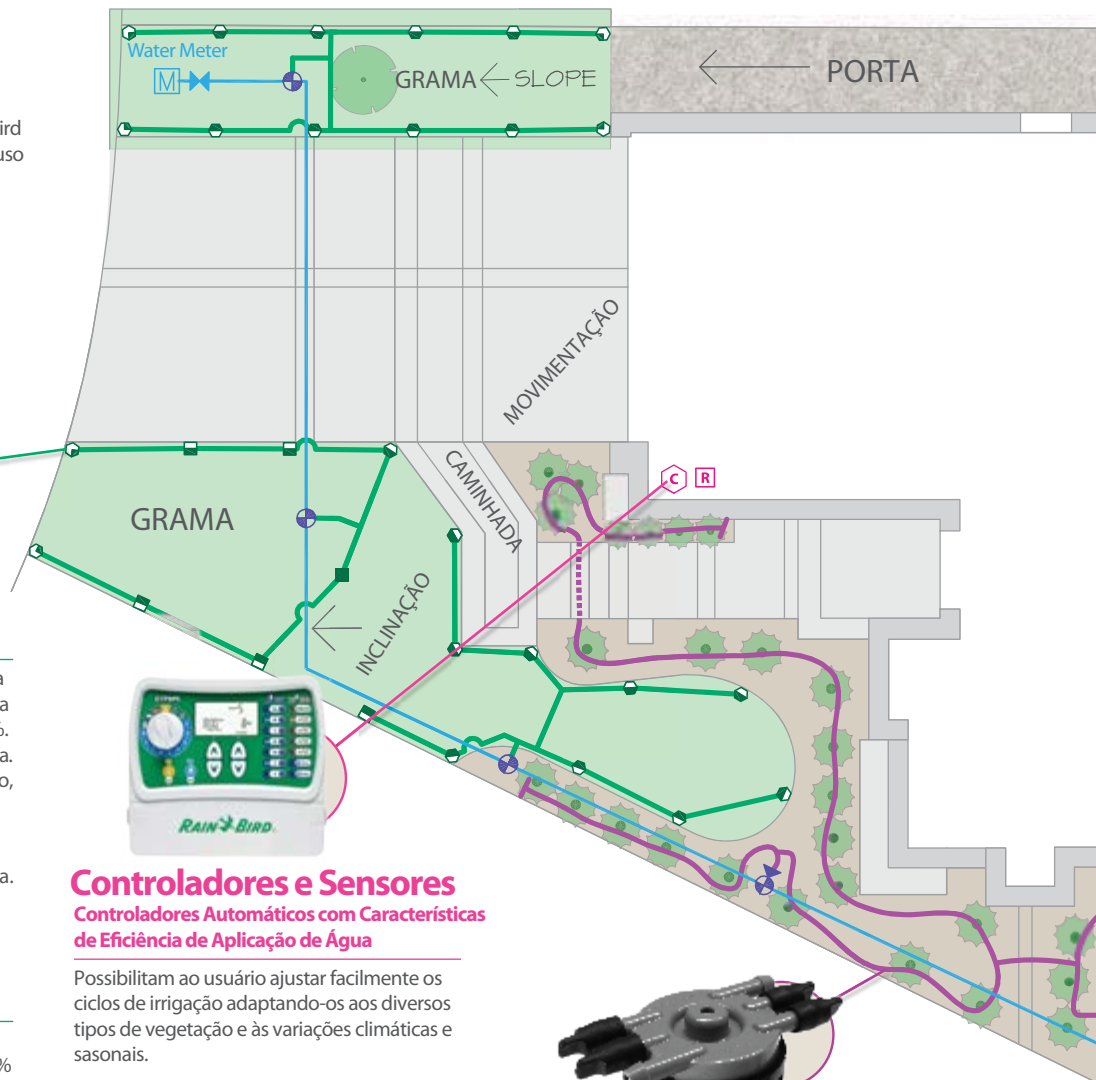 Water Meter
M
GRAMA
SLOPE
PORTA
ird
uso
MOVIMENTAÇÃO
CAMINHADA
C R
GRAMA
INCLINAÇÃO
a
a
%.
a.
o,
a.
RAIN BIRD
Controladores e Sensores
Controladores Automáticos com Características
de Eficiência de Aplicação de Água
Possibilitam ao usuário ajustar facilmente os
ciclos de irrigação adaptando-os aos diversos
tipos de vegetação e às variações climáticas e
sasonais.
%